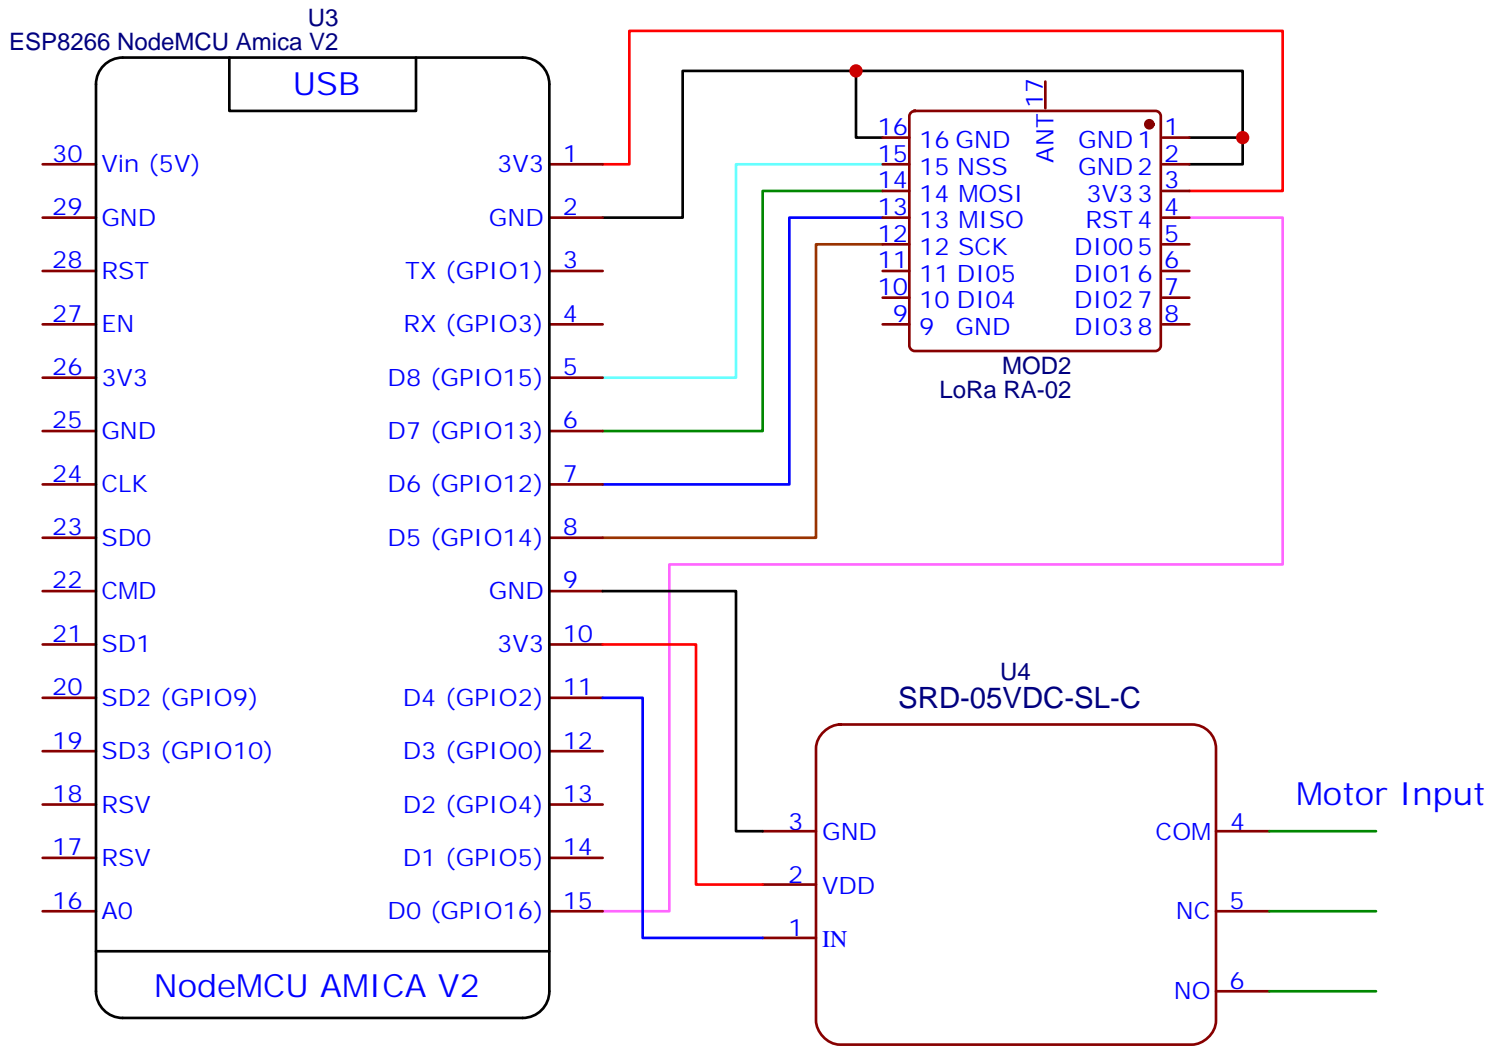 U3
ESP8266 NodeMCU Amica V2
USB
30 Vin (5V)
29 GND
28 RST
27 EN
26 3V3
25 GND
24 CLK
23 SD0
22 CMD
21 SD1
20 SD2 (GPIO9)
19 SD3 (GPIO10)
18 RSV
17 RSV
16 A0
3V3 1
GND 2
TX (GPIO1) 3
RX (GPIO3) 4
D8 (GPIO15) 5
D7 (GPIO13) 6
D6 (GPIO12) 7
D5 (GPIO14) 8
GND 9
3V3 10
D4 (GPIO2) 11
D3 (GPIO0) 12
D2 (GPIO4) 13
D1 (GPIO5) 14
D0 (GPIO16) 15
NodeMCU AMICA V2
17
ANT
16 16 GND
15 15 NSS
14 14 MOSI
13 13 MISO
12 12 SCK
11 11 DI05
10 10 DI04
9 9 GND
GND 1 1
GND 2 2
3V3 3 3
RST 4 4
DI00 5 5
DI01 6 6
DI02 7 7
DI03 8 8
MOD2
LoRa RA-02
U4
SRD-05VDC-SL-C
3 GND
2 VDD
1 IN
COM 4
NC 5
NO 6
Motor Input